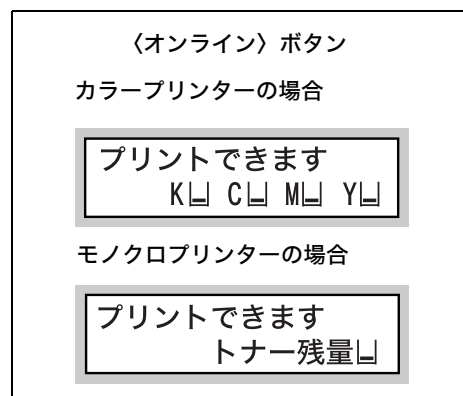 〈オンライン〉ボタン
カラープリンターの場合
プリントできます
K C M Y
モノクロプリンターの場合
プリントできます
トナー残量